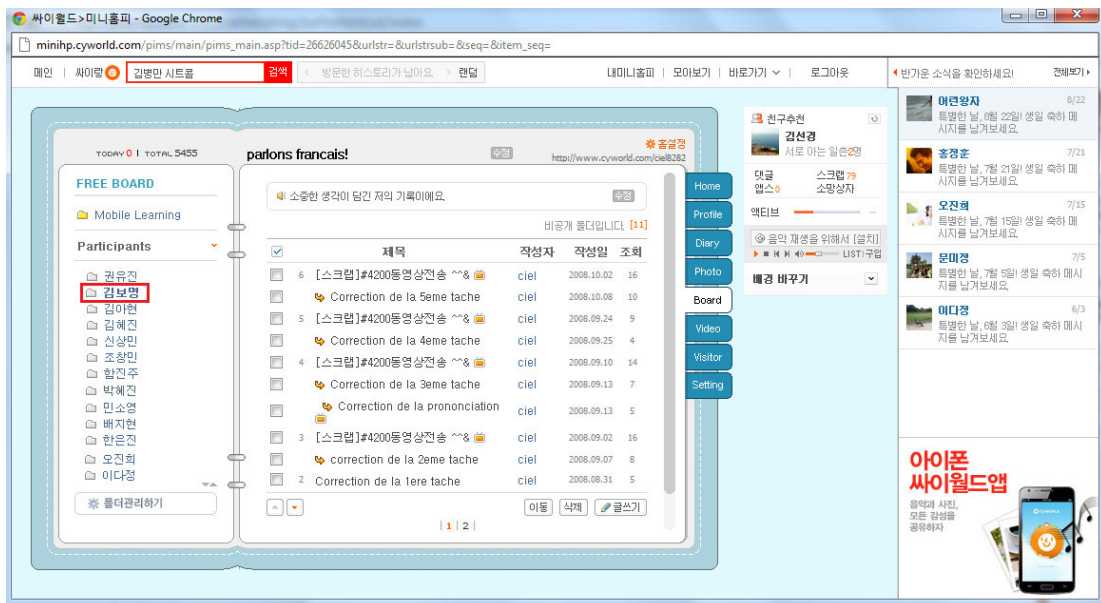 싸이월드>미니홈피 - Google Chrome
minihp.cyworld.com/pims/main/pims_main.asp?tid=26626045&urlstr=&urlstrsub=&seq=&item_seq=
메인 | 싸이랑 김병만 시트콤 검색 < 방문한 히스토리가 남아요 > 랜덤 내미니홈피 | 모아보기 | 바로가기 | 로그아웃
반가운 소식을 확인하세요! 전체보기
TODAY 0 | TOTAL 5455
parlons francais! 수정
홈설정
http://www.cyworld.com/ciel8282
FREE BOARD
Mobile Learning
Participants
권유진
김보명
김아현
김혜진
신상민
조창민
함진주
박혜진
민소영
배지현
한은진
오진희
이다정
폴더관리하기
소중한 생각이 담긴 저의 기록이에요 수정
비공개 폴더입니다. [11]
제목 작성자 작성일 조회
6 [스크랩]#4200동영상전송 ^^& ciel 2008.10.02 16
Correction de la 5eme tache ciel 2008.10.08 10
5 [스크랩]#4200동영상전송 ^^& ciel 2008.09.24 9
Correction de la 4eme tache ciel 2008.09.25 4
4 [스크랩]#4200동영상전송 ^^& ciel 2008.09.10 14
Correction de la 3eme tache ciel 2008.09.13 7
Correction de la prononciation ciel 2008.09.13 5
3 [스크랩]#4200동영상전송 ^^& ciel 2008.09.02 16
correction de la 2eme tache ciel 2008.09.07 8
2 Correction de la 1ere tache ciel 2008.08.31 5
이동 삭제 글쓰기
| 1 | 2 |
Home
Profile
Diary
Photo
Board
Video
Visitor
Setting
친구추천
김선경
서로 아는 일촌2명
댓글 스크랩 79
앱스 0 소망상자
액티브
음악 재생을 위해서 [설치]
LIST|구입
배경 바꾸기
어린왕자 8/22
특별한 날, 8월 22일! 생일 축하 메
시지를 남겨보세요.
홍정훈 7/21
특별한 날, 7월 21일! 생일 축하 메
시지를 남겨보세요.
오진희 7/15
특별한 날, 7월 15일! 생일 축하 메
시지를 남겨보세요.
문미정 7/5
특별한 날, 7월 5일! 생일 축하 메시
지를 남겨보세요.
이다정 6/3
특별한 날, 6월 3일! 생일 축하 메시
지를 남겨보세요.
아이폰
싸이월드앱
음악과 사진,
모든 감성을
공유하자
CYWORLD